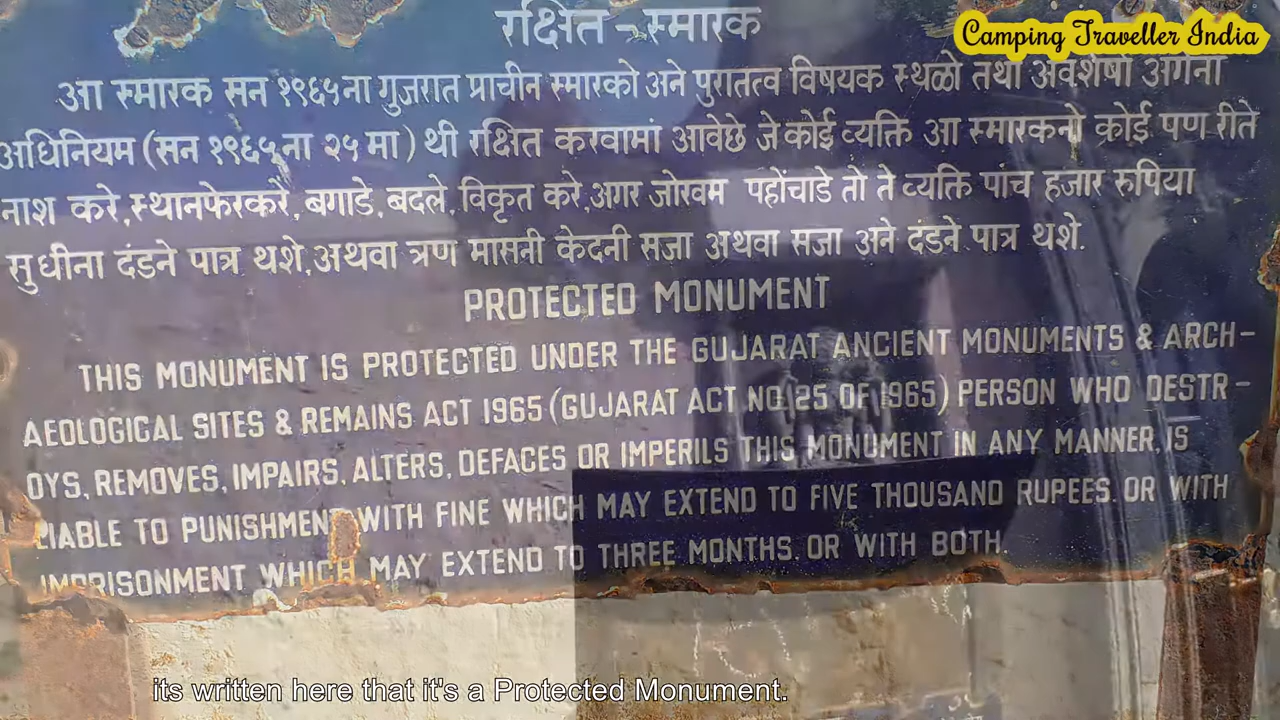 रक्षित-स्मारक
Camping Traveller India
आ स्मारक सन १९६५ना गुजरात प्राचीन स्मारको अने पुरातत्व विषयक स्थळो तथा अवशेषो अंगेना
अधिनियम (सन १९६५ना २५ मा) थी रक्षित करवामां आवेछे जे कोई व्यक्ति आ स्मारकनो कोई पण रीते
नाश करे, स्थानफेरकरे, बगाडे, बदले, विकृत करे, अगर जोखम पहोंचाडे तो ते व्यक्ति पांच हजार रुपिया
सुधीना दंडने पात्र थशे, अथवा त्रण मासनी केदनी सजा अथवा सजा अने दंडने पात्र थशे.
PROTECTED MONUMENT
THIS MONUMENT IS PROTECTED UNDER THE GUJARAT ANCIENT MONUMENTS & ARCH-
AEOLOGICAL SITES & REMAINS ACT 1965 (GUJARAT ACT NO 25 OF 1965) PERSON WHO DESTR-
OYS, REMOVES, IMPAIRS, ALTERS, DEFACES OR IMPERILS THIS MONUMENT IN ANY MANNER, IS
LIABLE TO PUNISHMENT WITH FINE WHICH MAY EXTEND TO FIVE THOUSAND RUPEES. OR WITH
IMPRISONMENT WHICH MAY EXTEND TO THREE MONTHS. OR WITH BOTH.
its written here that it's a Protected Monument.